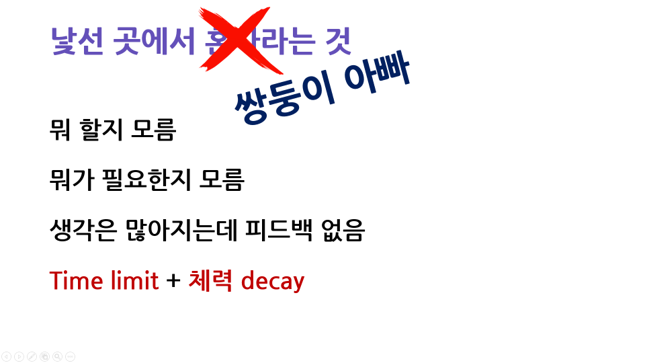 낯선 곳에서 혼자라는 것
쌍둥이 아빠
뭐 할지 모름
뭐가 필요한지 모름
생각은 많아지는데 피드백 없음
Time limit + 체력 decay